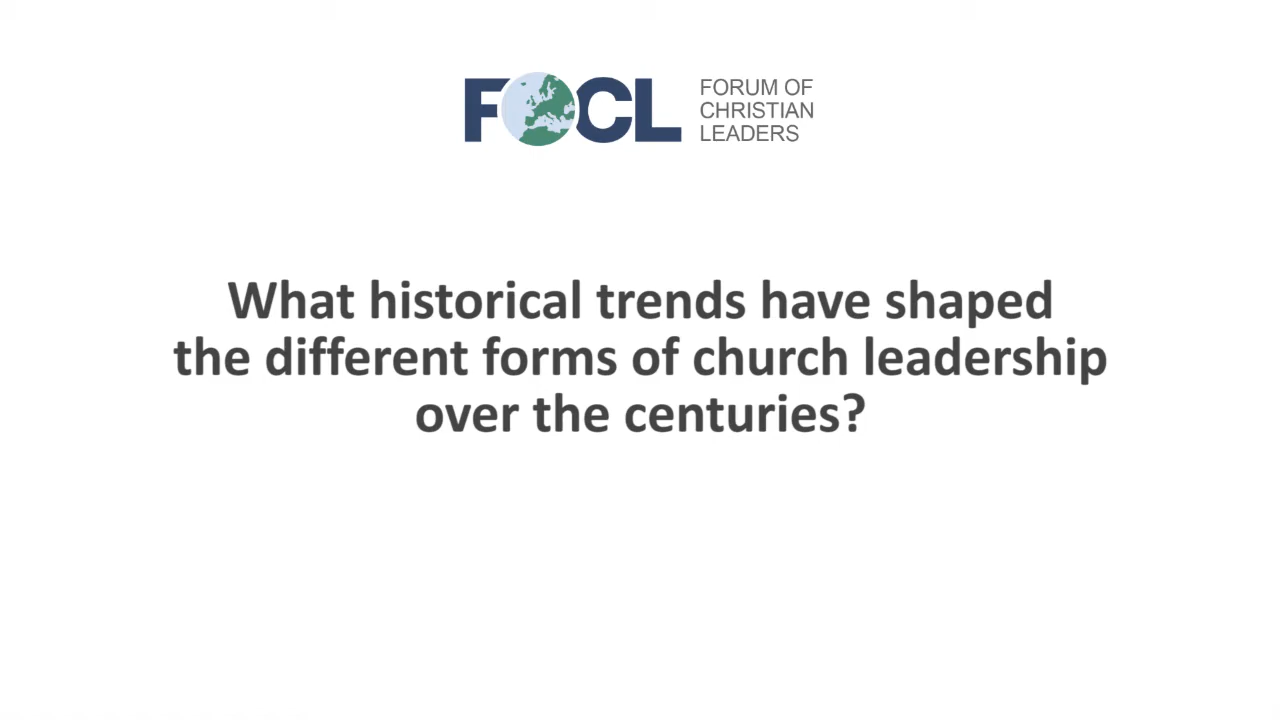 FOCL
FORUM OF
CHRISTIAN
LEADERS
What historical trends have shaped
the different forms of church leadership
over the centuries?